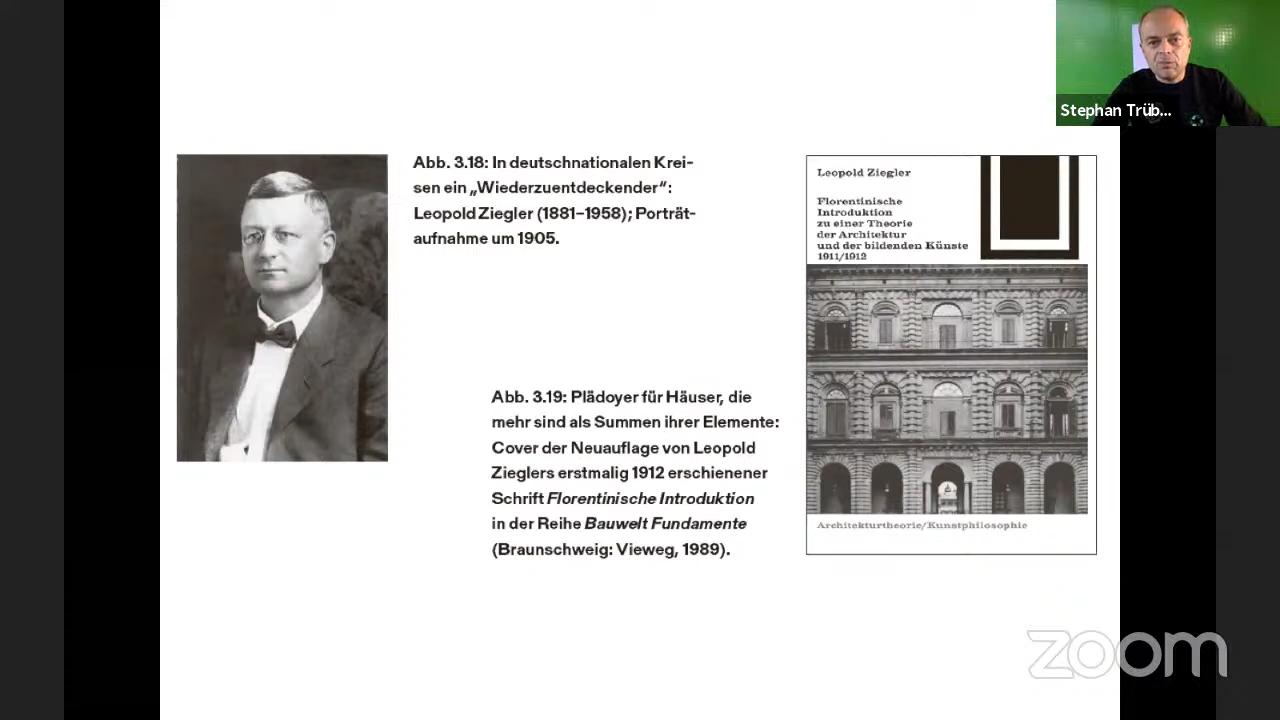 Stephan Trüb...
Abb. 3.18: In deutschnationalen Krei-
sen ein „Wiederzuentdeckender“:
Leopold Ziegler (1881–1958); Porträt-
aufnahme um 1905.
Abb. 3.19: Plädoyer für Häuser, die
mehr sind als Summen ihrer Elemente:
Cover der Neuauflage von Leopold
Zieglers erstmalig 1912 erschienener
Schrift Florentinische Introduktion
in der Reihe Bauwelt Fundamente
(Braunschweig: Vieweg, 1989).
Leopold Ziegler
Florentinische
Introduktion
zu einer Theorie
der Architektur
und der bildenden Künste
1911/1912
Architekturtheorie/Kunstphilosophie
zoom